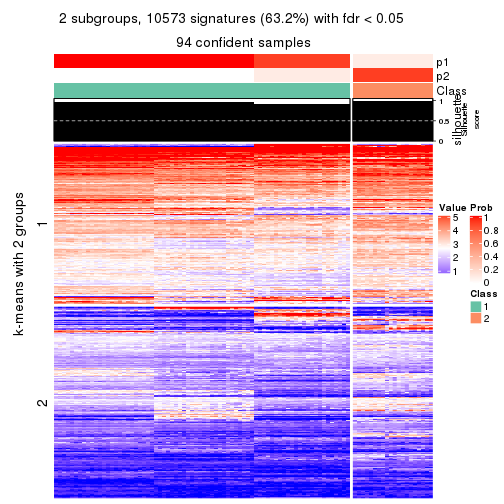 2 subgroups, 10573 signatures (63.2%) with fdr < 0.05
94 confident samples
p1
p2
Class
silhouette
Silhouette
score
1
0.5
0
k-means with 2 groups
1
2
Value
5
4
3
2
1
Prob
1
0.8
0.6
0.4
0.2
0
Class
1
2